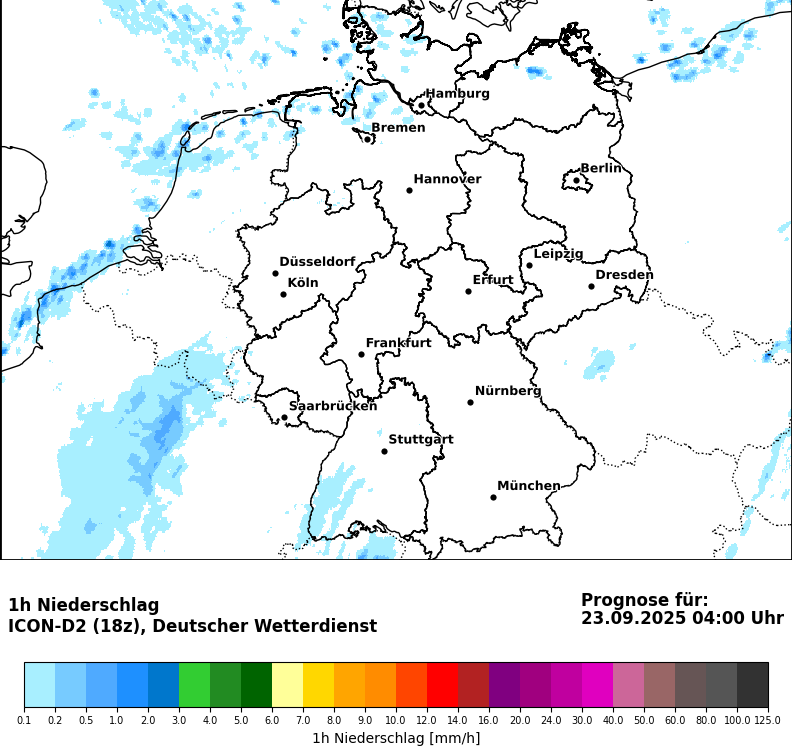 Hamburg
Bremen
Berlin
Hannover
Leipzig
Düsseldorf
Dresden
Köln
Erfurt
Frankfurt
Nürnberg
Saarbrücken
Stuttgart
München
1h Niederschlag
ICON-D2 (18z), Deutscher Wetterdienst
Prognose für:
23.09.2025 04:00 Uhr
0.1 0.2 0.5 1.0 2.0 3.0 4.0 5.0 6.0 7.0 8.0 9.0 10.0 12.0 14.0 16.0 20.0 24.0 30.0 40.0 50.0 60.0 80.0 100.0 125.0
1h Niederschlag [mm/h]